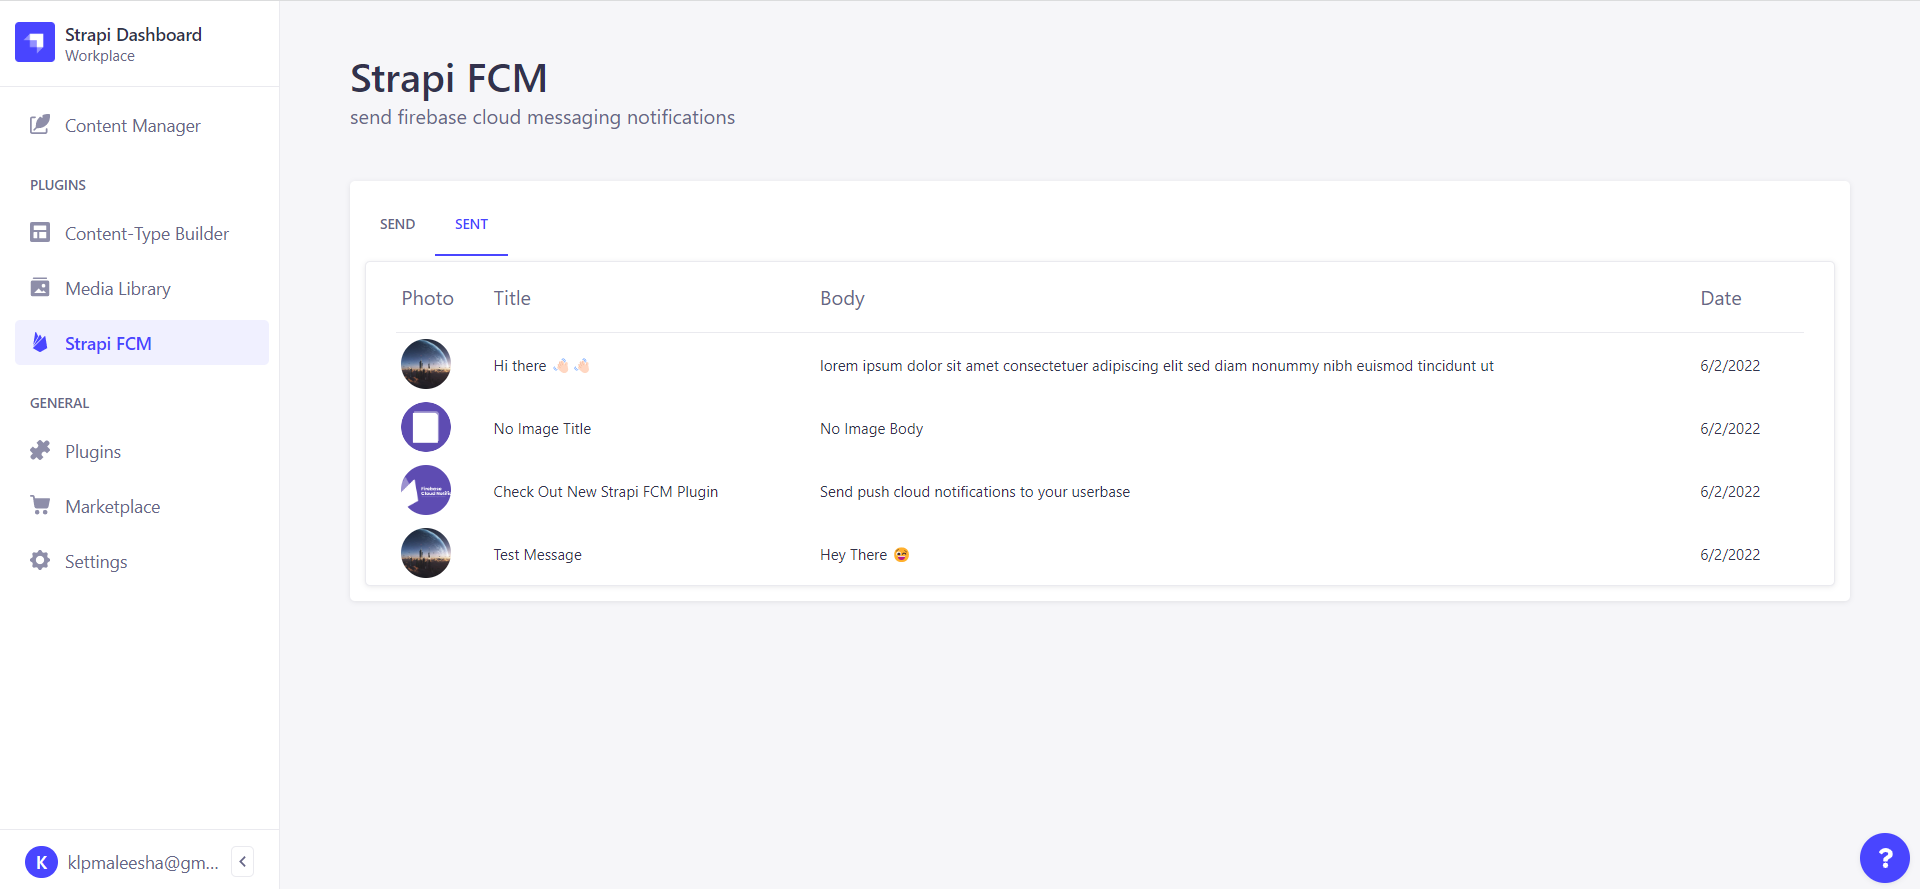 Strapi Dashboard
Workplace
Content Manager
PLUGINS
Content-Type Builder
Media Library
Strapi FCM
GENERAL
Plugins
Marketplace
Settings
K klpmaleesha@gm...
Strapi FCM
send firebase cloud messaging notifications
SEND SENT
Photo Title Body Date
Hi there 👋🏻 👋🏻 lorem ipsum dolor sit amet consectetuer adipiscing elit sed diam nonummy nibh euismod tincidunt ut 6/2/2022
No Image Title No Image Body 6/2/2022
Firebase
Cloud Notific
Check Out New Strapi FCM Plugin Send push cloud notifications to your userbase 6/2/2022
Test Message Hey There 😄 6/2/2022
?